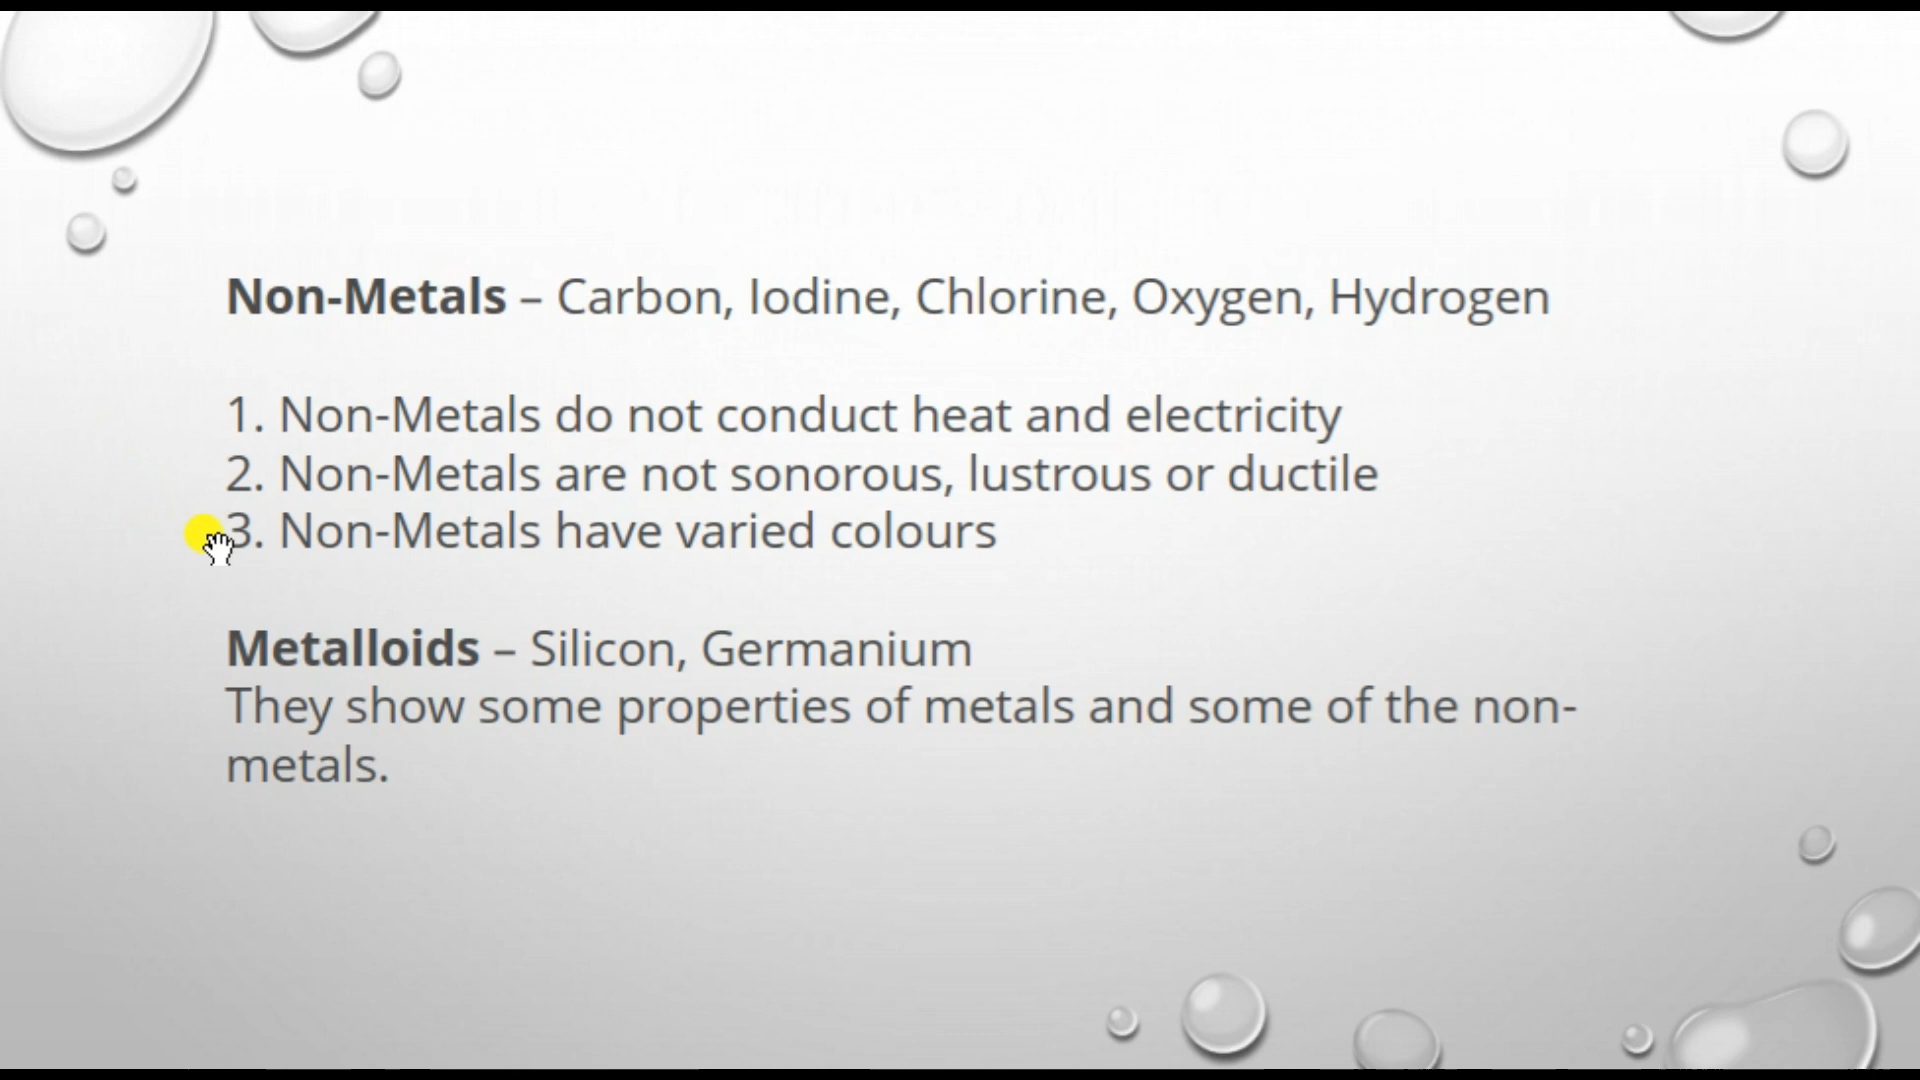 Non-Metals – Carbon, Iodine, Chlorine, Oxygen, Hydrogen
1. Non-Metals do not conduct heat and electricity
2. Non-Metals are not sonorous, lustrous or ductile
3. Non-Metals have varied colours
Metalloids – Silicon, Germanium
They show some properties of metals and some of the non-
metals.